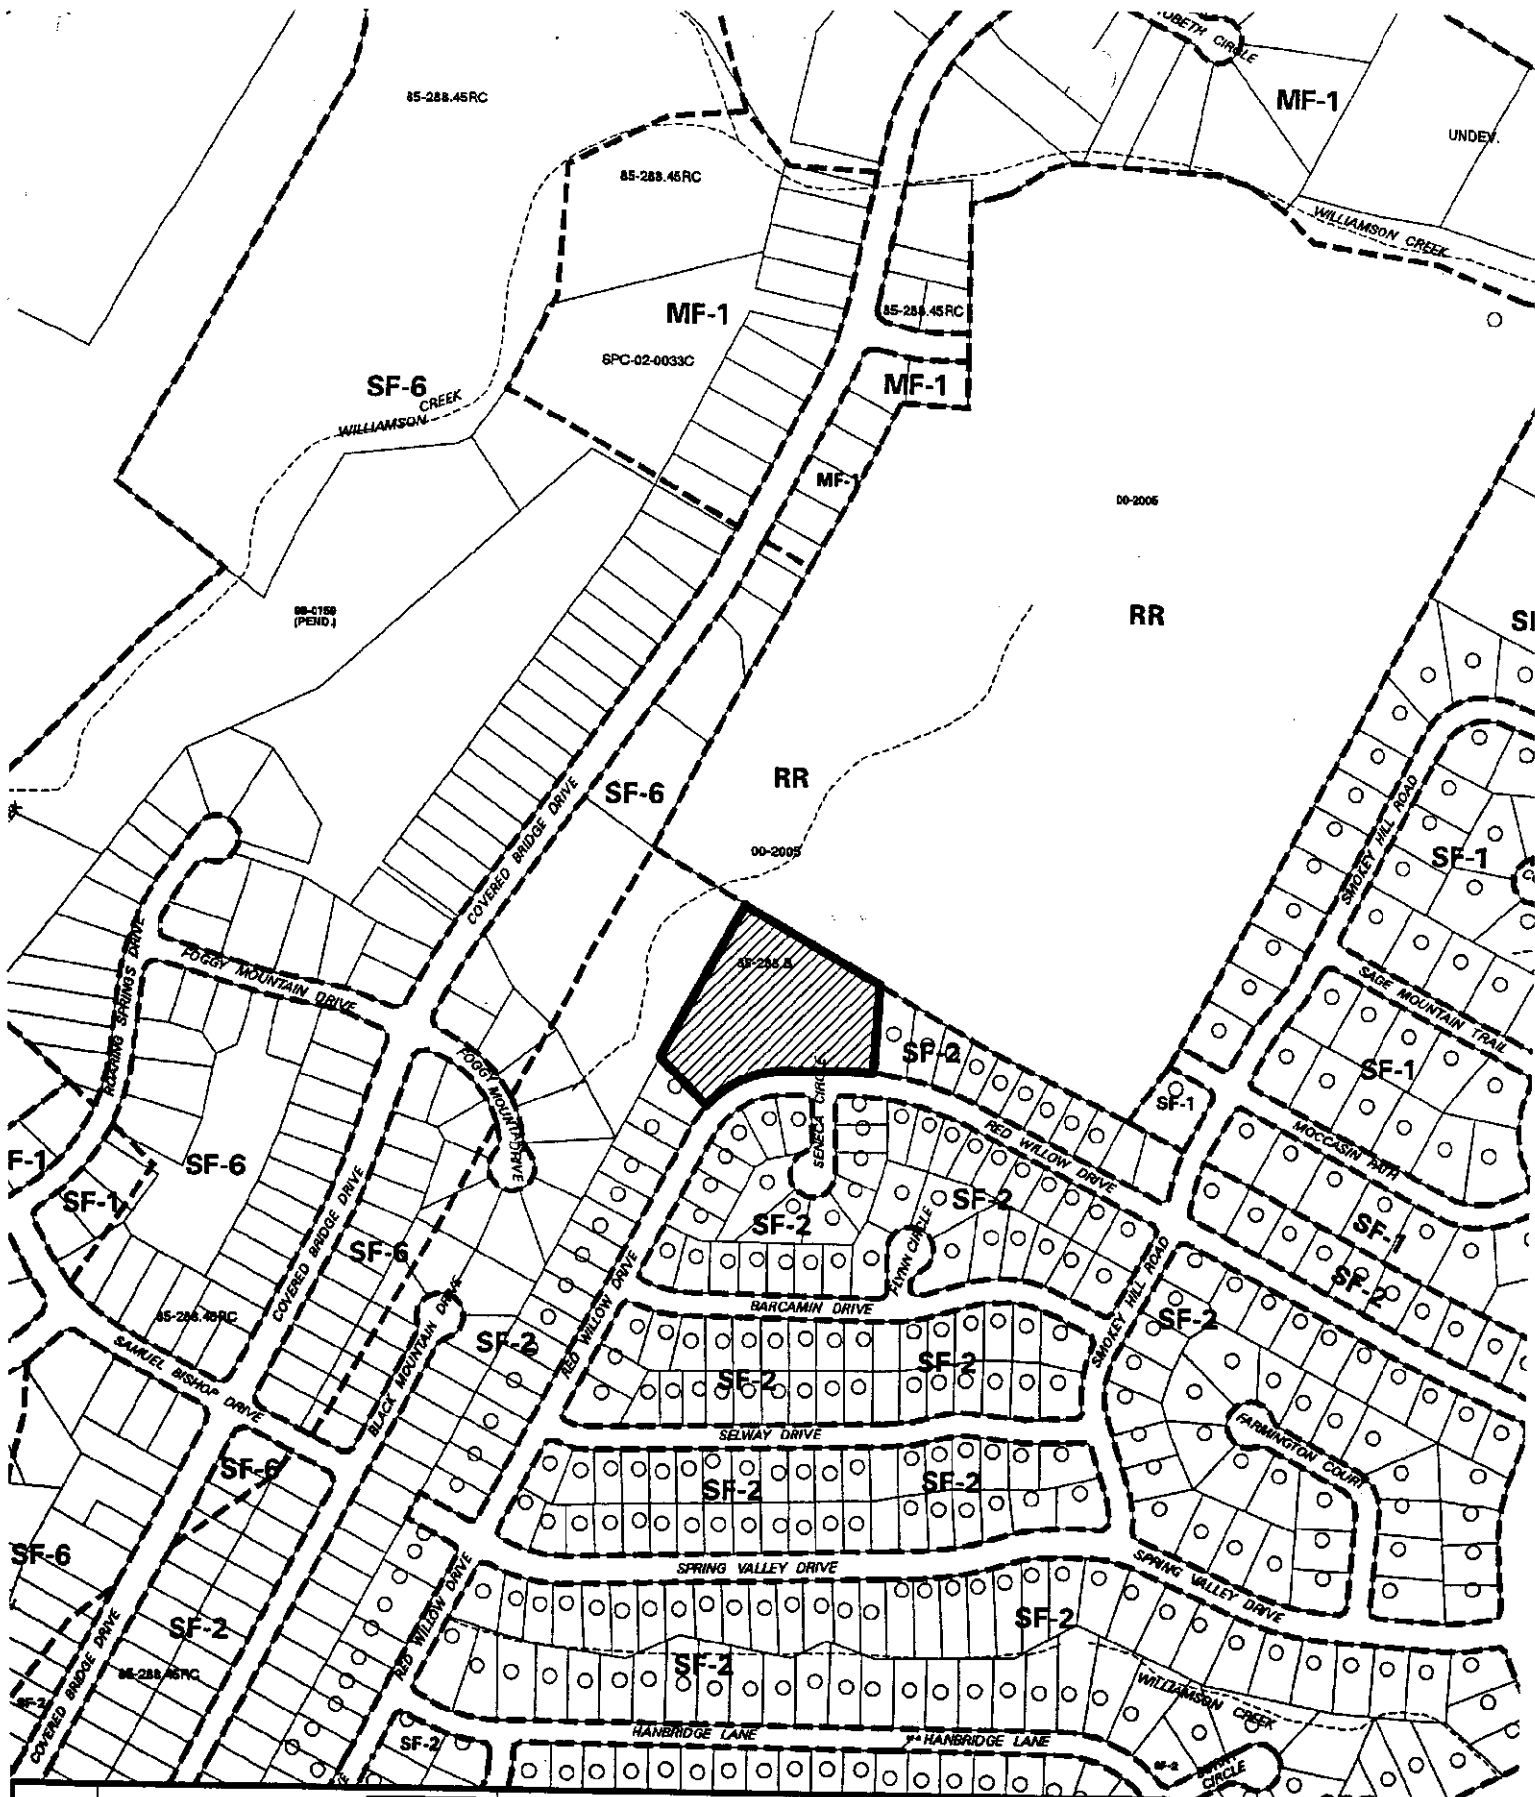 CIRCLE
MF-1
85-288.45RC
UNDEV.
85-288.45RC
WILLIAMSON CREEK
MF-1
85-288.45RC
SPC-02-0033C
MF-1
SF-6
WILLIAMSON CREEK
MF-1
00-2005
(PEND.)
RR
RR
SF-6
COVERED BRIDGE DRIVE
00-2005
SMOKEY HILL ROAD
SF-1
ROARING SPRINGS DRIVE
FOGGY MOUNTAIN DRIVE
SAGE MOUNTAIN TRAIL
FOGGY MOUNTAIN DRIVE
SENECA CIRCLE
SF-2
SF-1
SF-1
MOCCASIN PATH
RED WILLOW DRIVE
SF-6
F-1
SF-1
SF-6
COVERED BRIDGE DRIVE
SF-2
SF-2
FLYNN CIRCLE
SF-1
SF-2
RED WILLOW DRIVE
BARCAMIN DRIVE
SMOKEY HILL ROAD
SF-2
SAMUEL BISHOP DRIVE
BLACK MOUNTAIN DRIVE
SF-2
SF-2
SF-2
SELWAY DRIVE
FARMINGTON COURT
SF-6
SF-2
SF-2
SF-6
SPRING VALLEY DRIVE
SPRING VALLEY DRIVE
RED WILLOW DRIVE
SF-2
SF-2
SF-2
COVERED BRIDGE DRIVE
SF-2
WILLIAMSON CREEK
HANBRIDGE LANE
HANBRIDGE LANE
SF-2
SF-2
CIRCLE